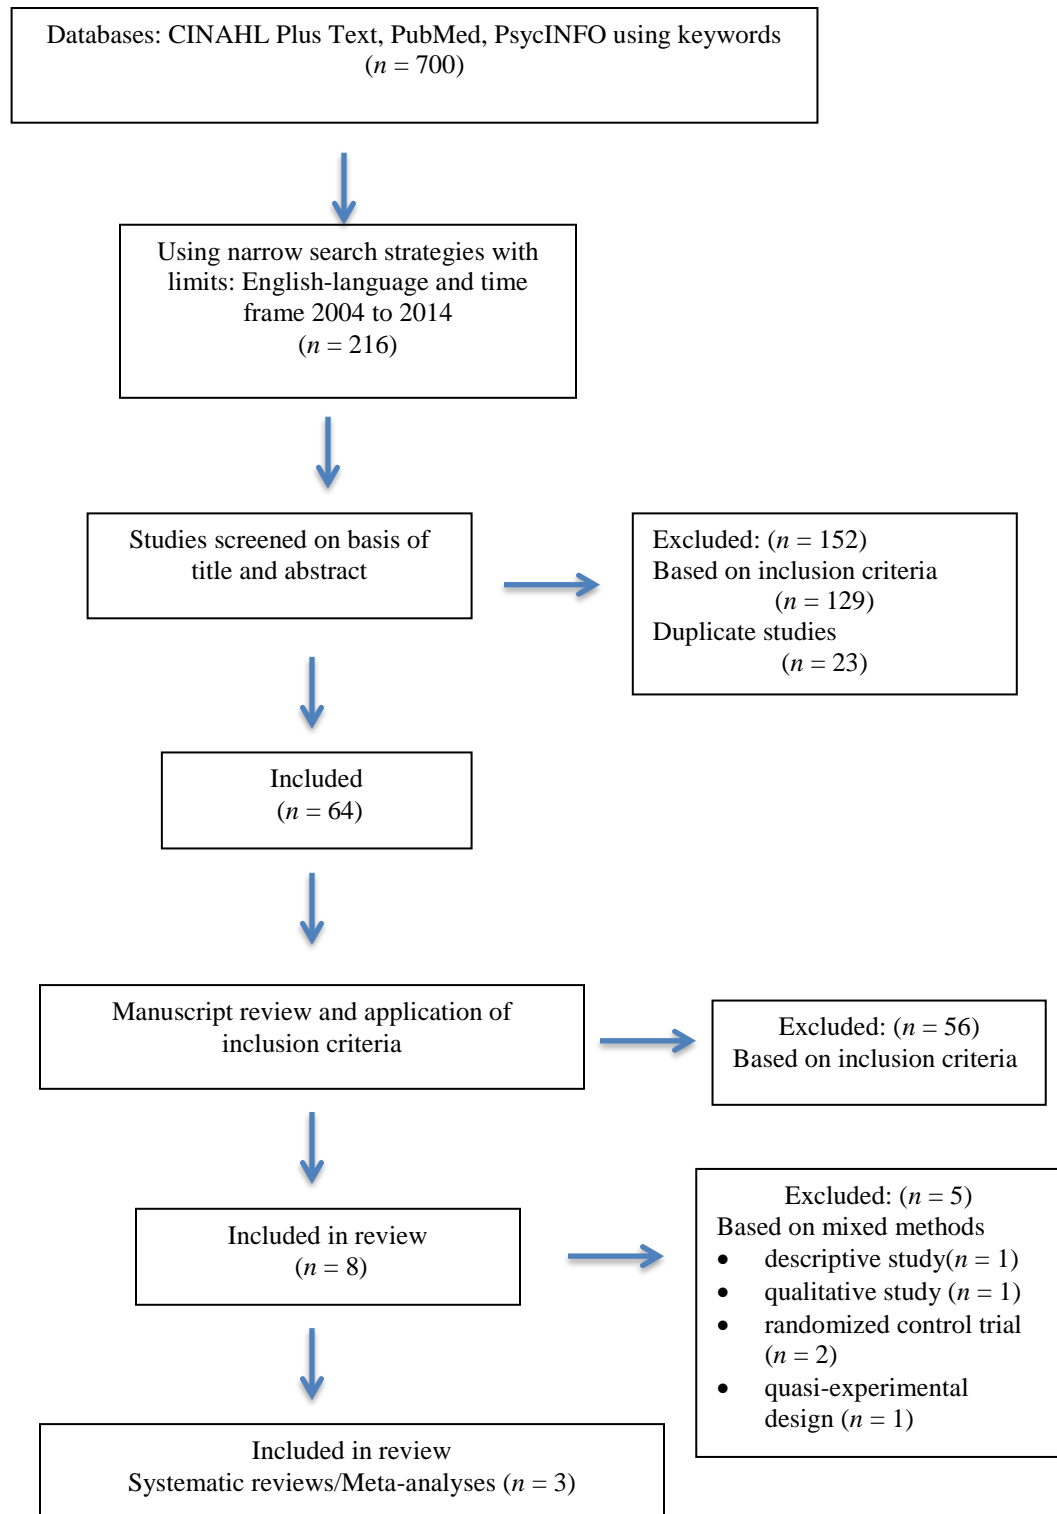 Databases: CINAHL Plus Text, PubMed, PsycINFO using keywords
(n = 700)
Using narrow search strategies with
limits: English-language and time
frame 2004 to 2014
(n = 216)
Studies screened on basis of
title and abstract
Excluded: (n = 152)
Based on inclusion criteria
(n = 129)
Duplicate studies
(n = 23)
Included
(n = 64)
Manuscript review and application of
inclusion criteria
Excluded: (n = 56)
Based on inclusion criteria
Included in review
(n = 8)
Excluded: (n = 5)
Based on mixed methods
• descriptive study(n = 1)
• qualitative study (n = 1)
• randomized control trial
(n = 2)
• quasi-experimental
design (n = 1)
Included in review
Systematic reviews/Meta-analyses (n = 3)